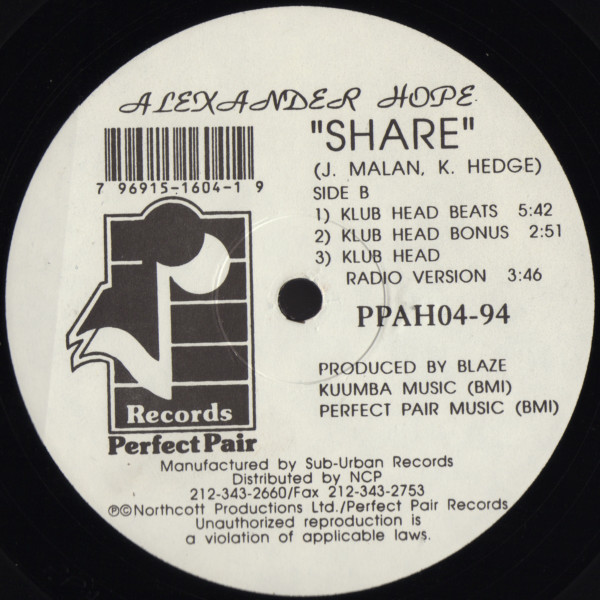 ALEXANDER HOPE
"SHARE"
(J. MALAN, K. HEDGE)
7 96915-1604-1 9
SIDE B
1) KLUB HEAD BEATS 5:42
2) KLUB HEAD BONUS 2:51
3) KLUB HEAD
RADIO VERSION 3:46
PPAH04-94
PRODUCED BY BLAZE
KUUMBA MUSIC (BMI)
PERFECT PAIR MUSIC (BMI)
Records
Perfect Pair
Manufactured by Sub-Urban Records
Distributed by NCP
212-343-2660/Fax 212-343-2753
℗©Northcott Productions Ltd./Perfect Pair Records
Unauthorized reproduction is
a violation of applicable laws.